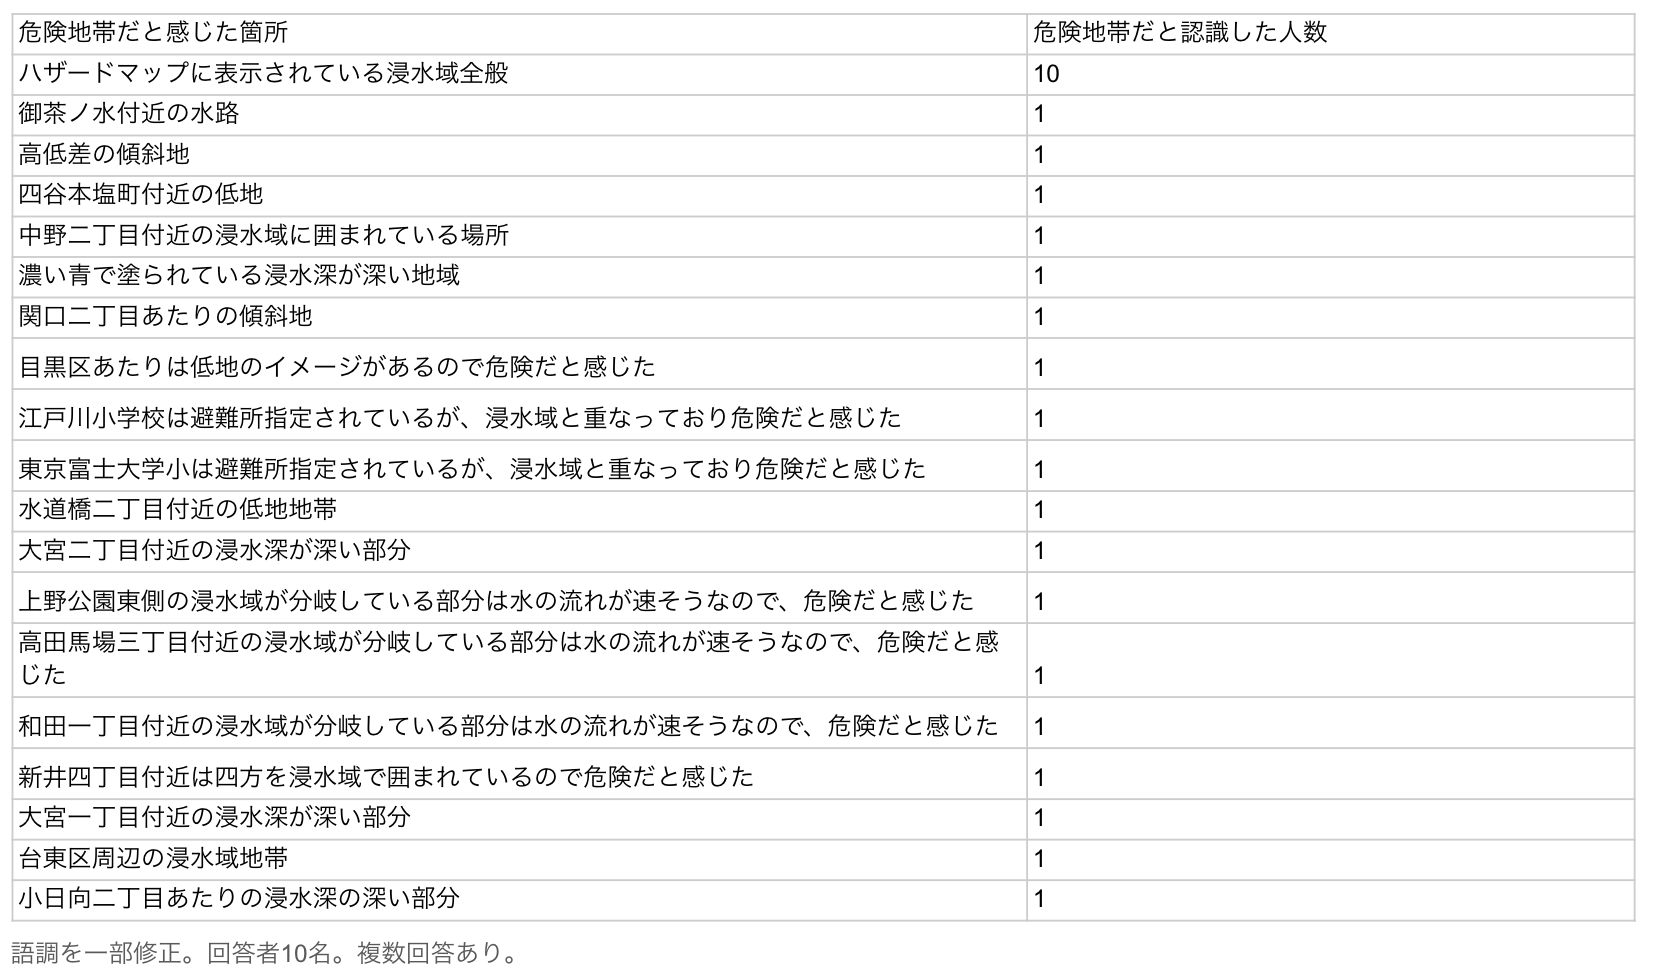 危険地帯だと感じた箇所 危険地帯だと認識した人数
ハザードマップに表示されている浸水域全般 10
御茶ノ水付近の水路 1
高低差の傾斜地 1
四谷本塩町付近の低地 1
中野二丁目付近の浸水域に囲まれている場所 1
濃い青で塗られている浸水深が深い地域 1
関口二丁目あたりの傾斜地 1
目黒区あたりは低地のイメージがあるので危険だと感じた 1
江戸川小学校は避難所指定されているが、浸水域と重なっており危険だと感じた 1
東京富士大学小は避難所指定されているが、浸水域と重なっており危険だと感じた 1
水道橋二丁目付近の低地地帯 1
大宮二丁目付近の浸水深が深い部分 1
上野公園東側の浸水域が分岐している部分は水の流れが速そうなので、危険だと感じた 1
高田馬場三丁目付近の浸水域が分岐している部分は水の流れが速そうなので、危険だと感
じた 1
和田一丁目付近の浸水域が分岐している部分は水の流れが速そうなので、危険だと感じた 1
新井四丁目付近は四方を浸水域で囲まれているので危険だと感じた 1
大宮一丁目付近の浸水深が深い部分 1
台東区周辺の浸水域地帯 1
小日向二丁目あたりの浸水深の深い部分 1
語調を一部修正。回答者10名。複数回答あり。